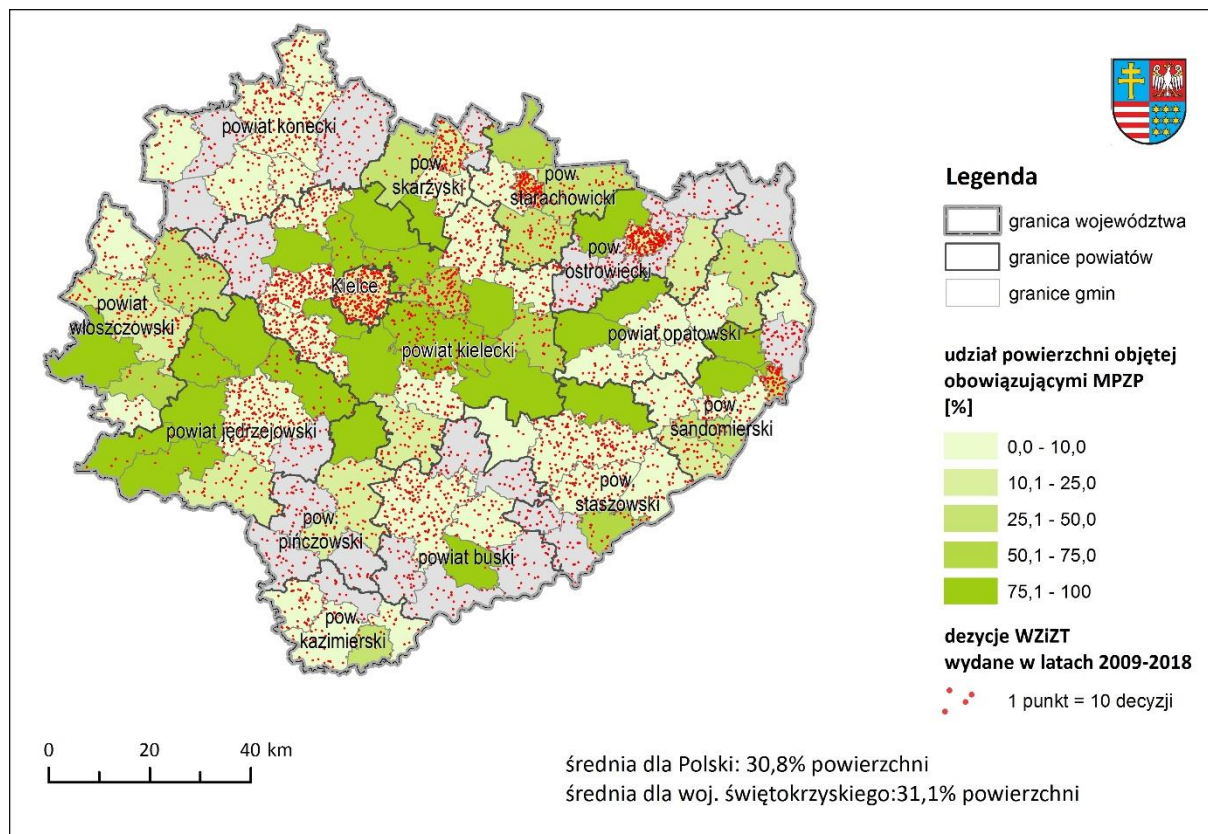 powiat konecki
pow.
skarżyski
pow.
starachowicki
pow.
ostrowiecki
Kielce
powiat
włoszczowski
powiat kielecki
powiat opatowski
powiat jędrzejowski
pow.
sandomierski
pow.
staszowski
pow.
pińczowski
powiat buski
pow.
kazimierski
Legenda
granica województwa
granice powiatów
granice gmin
udział powierzchni objętej
obowiązującymi MPZP
[%]
0,0 - 10,0
10,1 - 25,0
25,1 - 50,0
50,1 - 75,0
75,1 - 100
dezycje WZiZT
wydane w latach 2009-2018
1 punkt = 10 decyzji
0 20 40 km
średnia dla Polski: 30,8% powierzchni
średnia dla woj. świętokrzyskiego:31,1% powierzchni